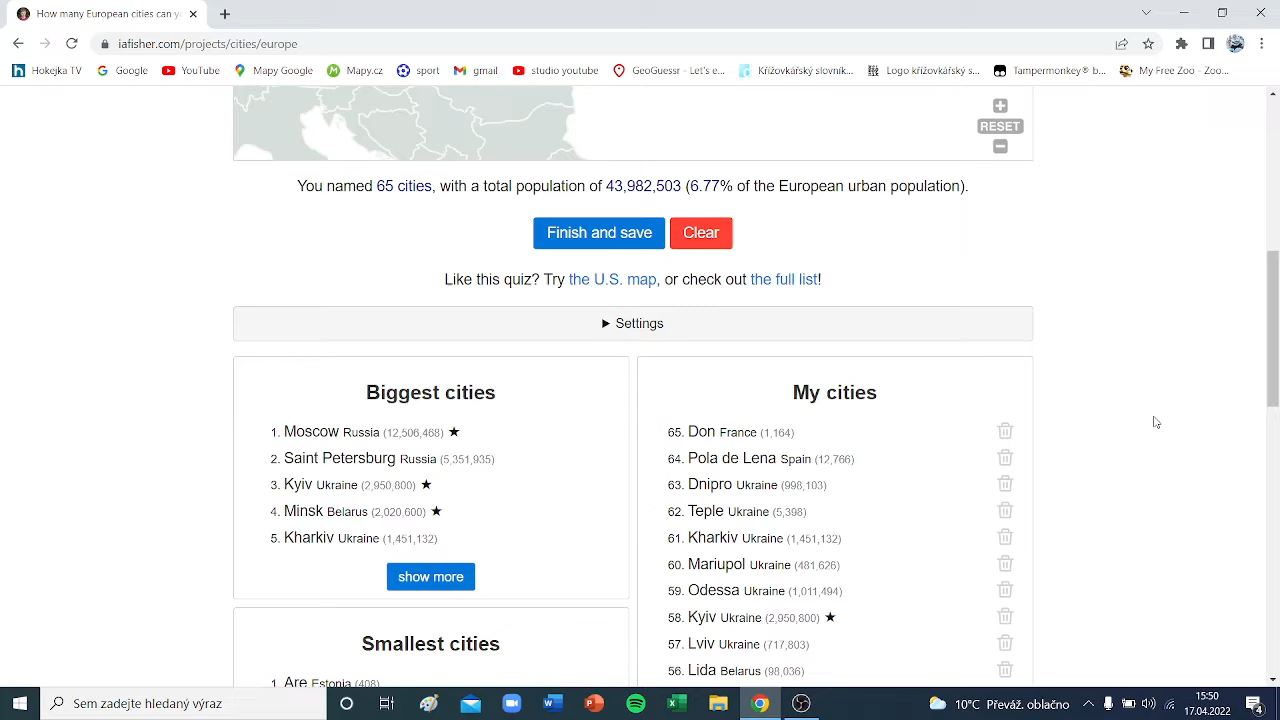 How many European cities can y
iafisher.com/projects/cities/europe
Hokejka TV
Google
YouTube
Mapy Google
Mapy.cz
sport
gmail
studio youtube
GeoGuessr - Let's e...
Křížovkářský slovník...
Logo křížovkářský s...
Tampermonkey® b...
My Free Zoo - Zoo...
RESET
You named 65 cities, with a total population of 43,982,503 (6.77% of the European urban population).
Finish and save
Clear
Like this quiz? Try the U.S. map, or check out the full list!
▶ Settings
Biggest cities
1. Moscow Russia (12,506,468) ★
2. Saint Petersburg Russia (5,351,935)
3. Kyiv Ukraine (2,950,800) ★
4. Minsk Belarus (2,020,600) ★
5. Kharkiv Ukraine (1,451,132)
show more
Smallest cities
1. Are Estonia (408)
My cities
65. Don France (1,164)
64. Pola de Lena Spain (12,766)
63. Dnipro Ukraine (998,103)
62. Teple Ukraine (5,398)
61. Kharkiv Ukraine (1,451,132)
60. Mariupol Ukraine (481,626)
59. Odessa Ukraine (1,011,494)
58. Kyiv Ukraine (2,950,800) ★
57. Lviv Ukraine (717,803)
56. Lida Belarus (98,036)
Sem zadejte hledaný výraz
10°C Převáž. oblačno
15:50
17.04.2022